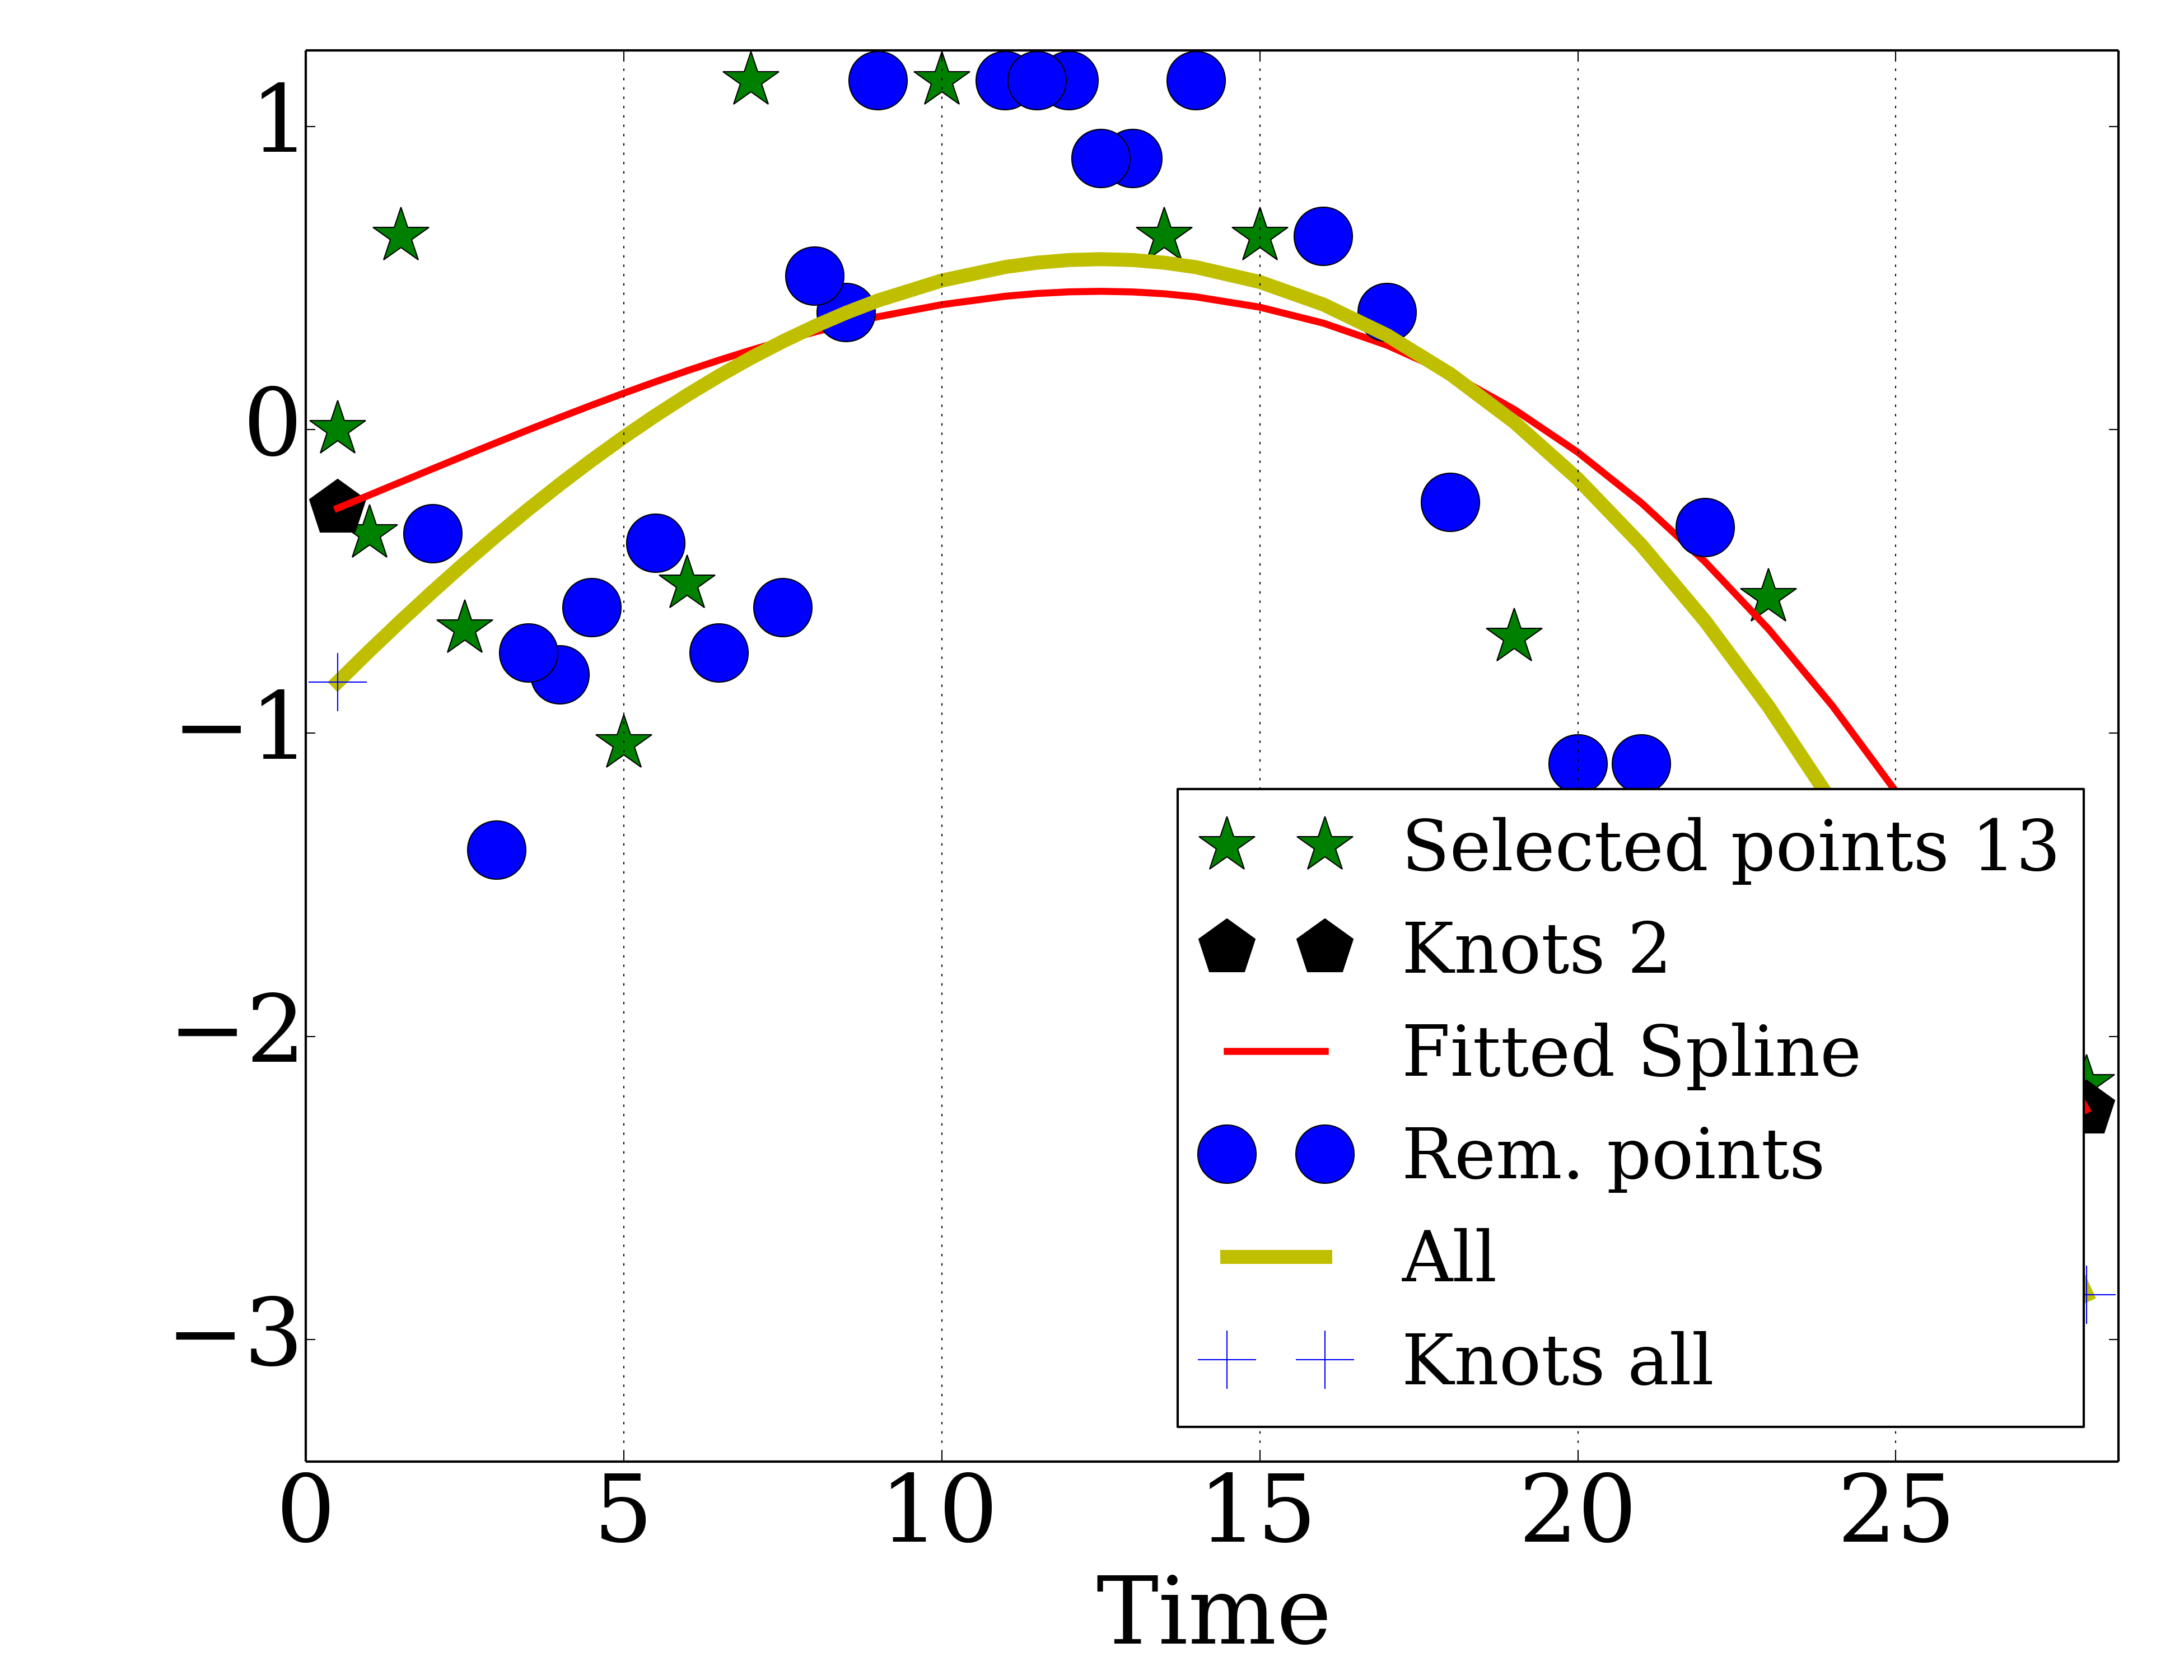 1
0
−1
−2
−3
0 5 10 15 20 25
Time
Selected points 13
Knots 2
Fitted Spline
Rem. points
All
Knots all